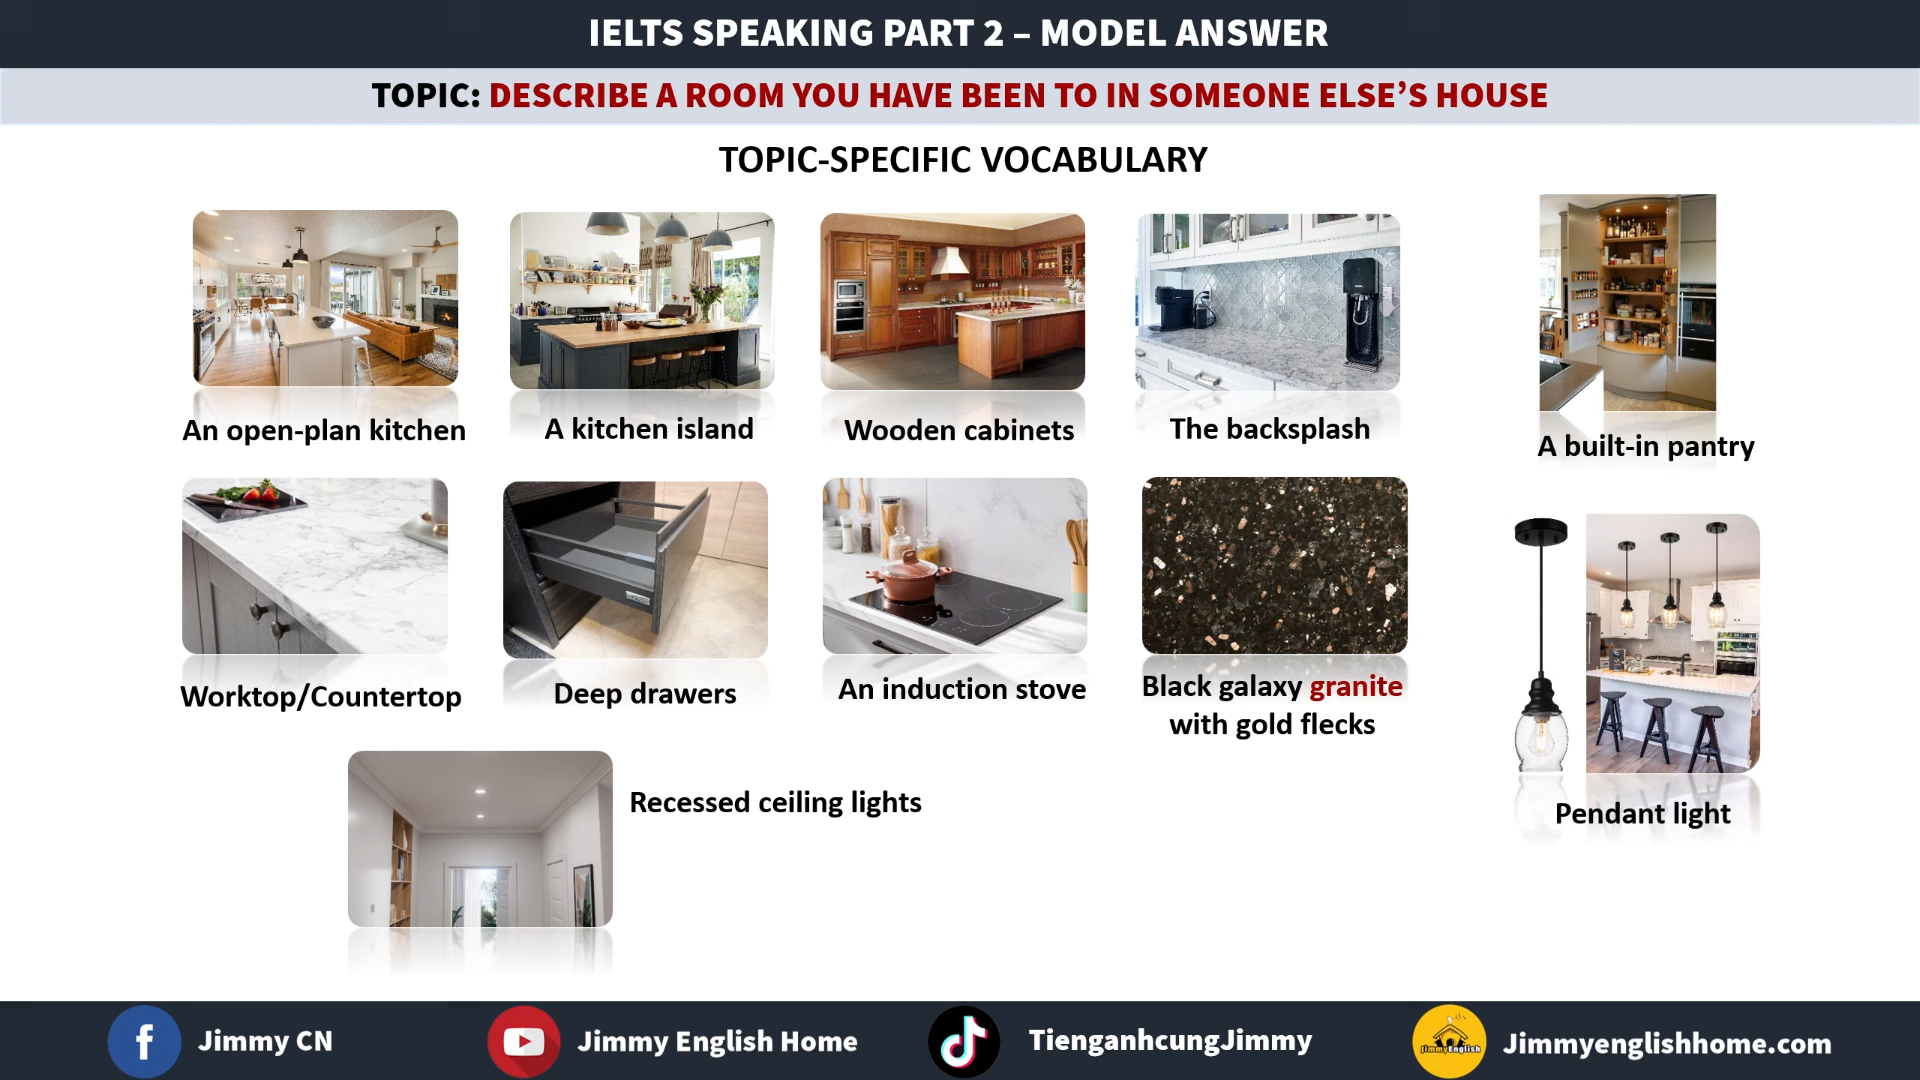 IELTS SPEAKING PART 2 – MODEL ANSWER
TOPIC: DESCRIBE A ROOM YOU HAVE BEEN TO IN SOMEONE ELSE’S HOUSE
TOPIC-SPECIFIC VOCABULARY
An open-plan kitchen
A kitchen island
Wooden cabinets
The backsplash
A built-in pantry
Worktop/Countertop
Deep drawers
An induction stove
Black galaxy granite
with gold flecks
Pendant light
Recessed ceiling lights
Jimmy CN
Jimmy English Home
TienganhcungJimmy
JimmyEnglish
Jimmyenglishhome.com